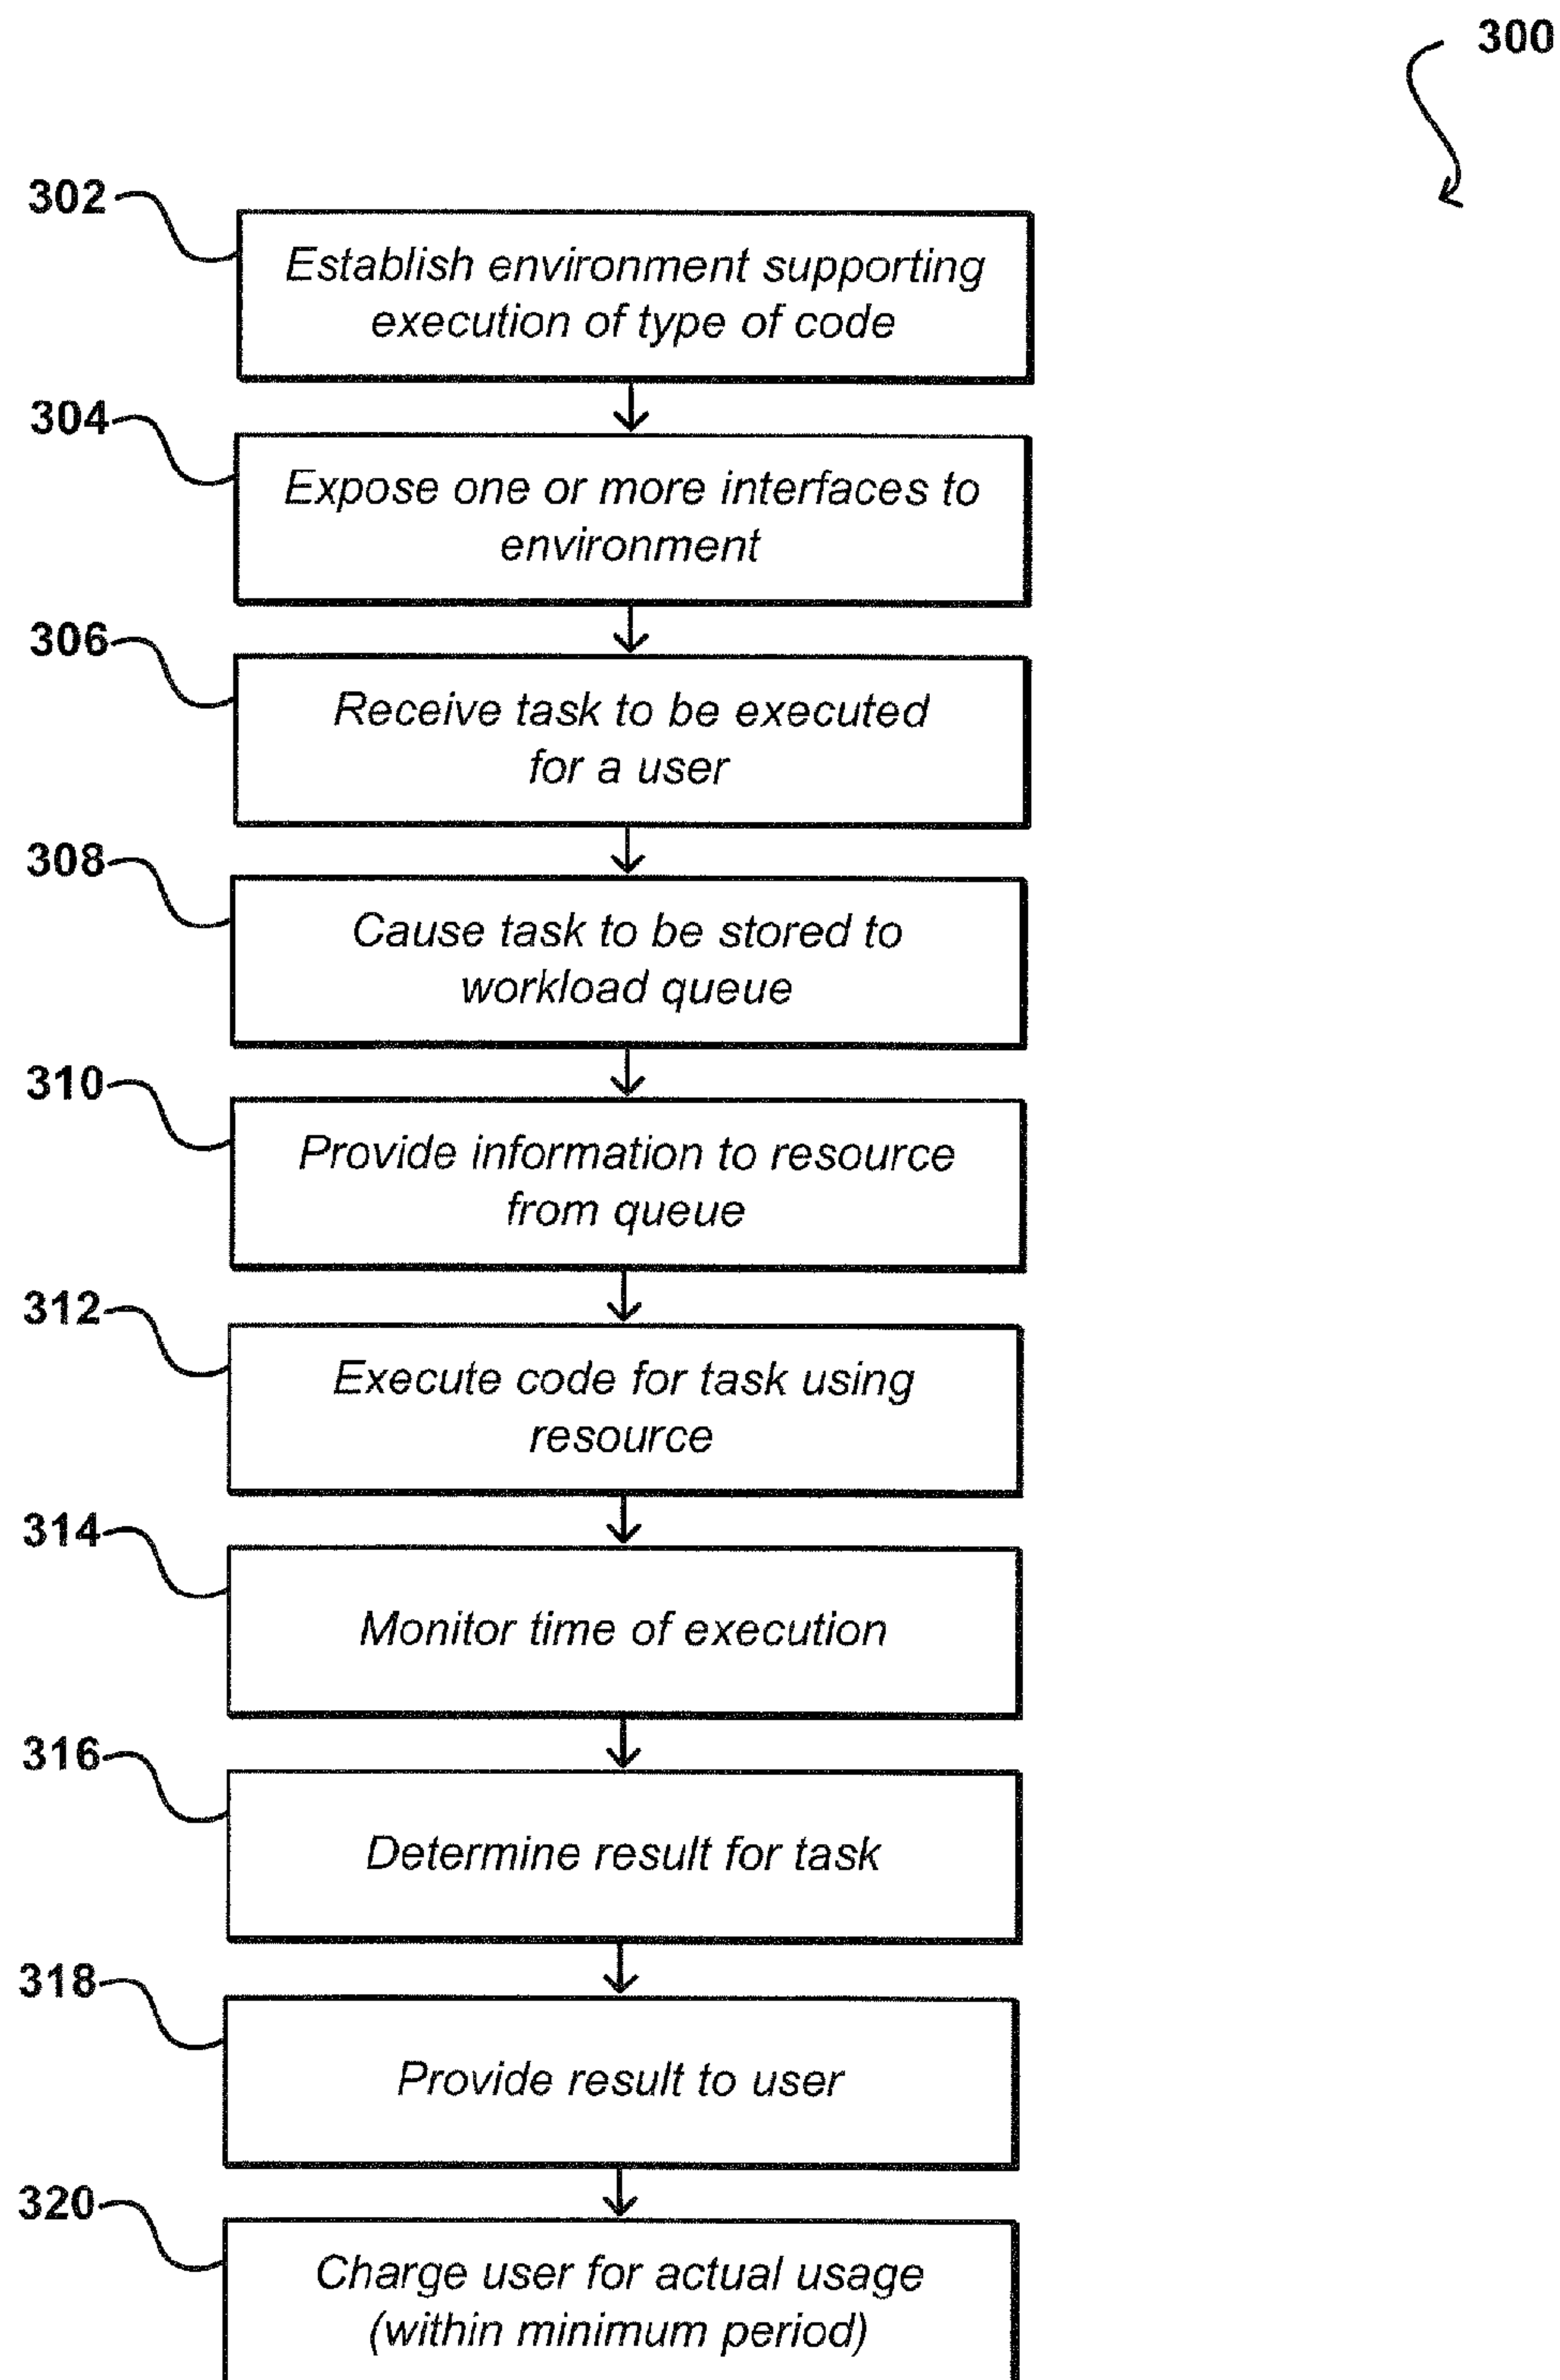 300
302
Establish environment supporting
execution of type of code
304
Expose one or more interfaces to
environment
306
Receive task to be executed
for a user
308
Cause task to be stored to
workload queue
310
Provide information to resource
from queue
312
Execute code for task using
resource
314
Monitor time of execution
316
Determine result for task
318
Provide result to user
320
Charge user for actual usage
(within minimum period)